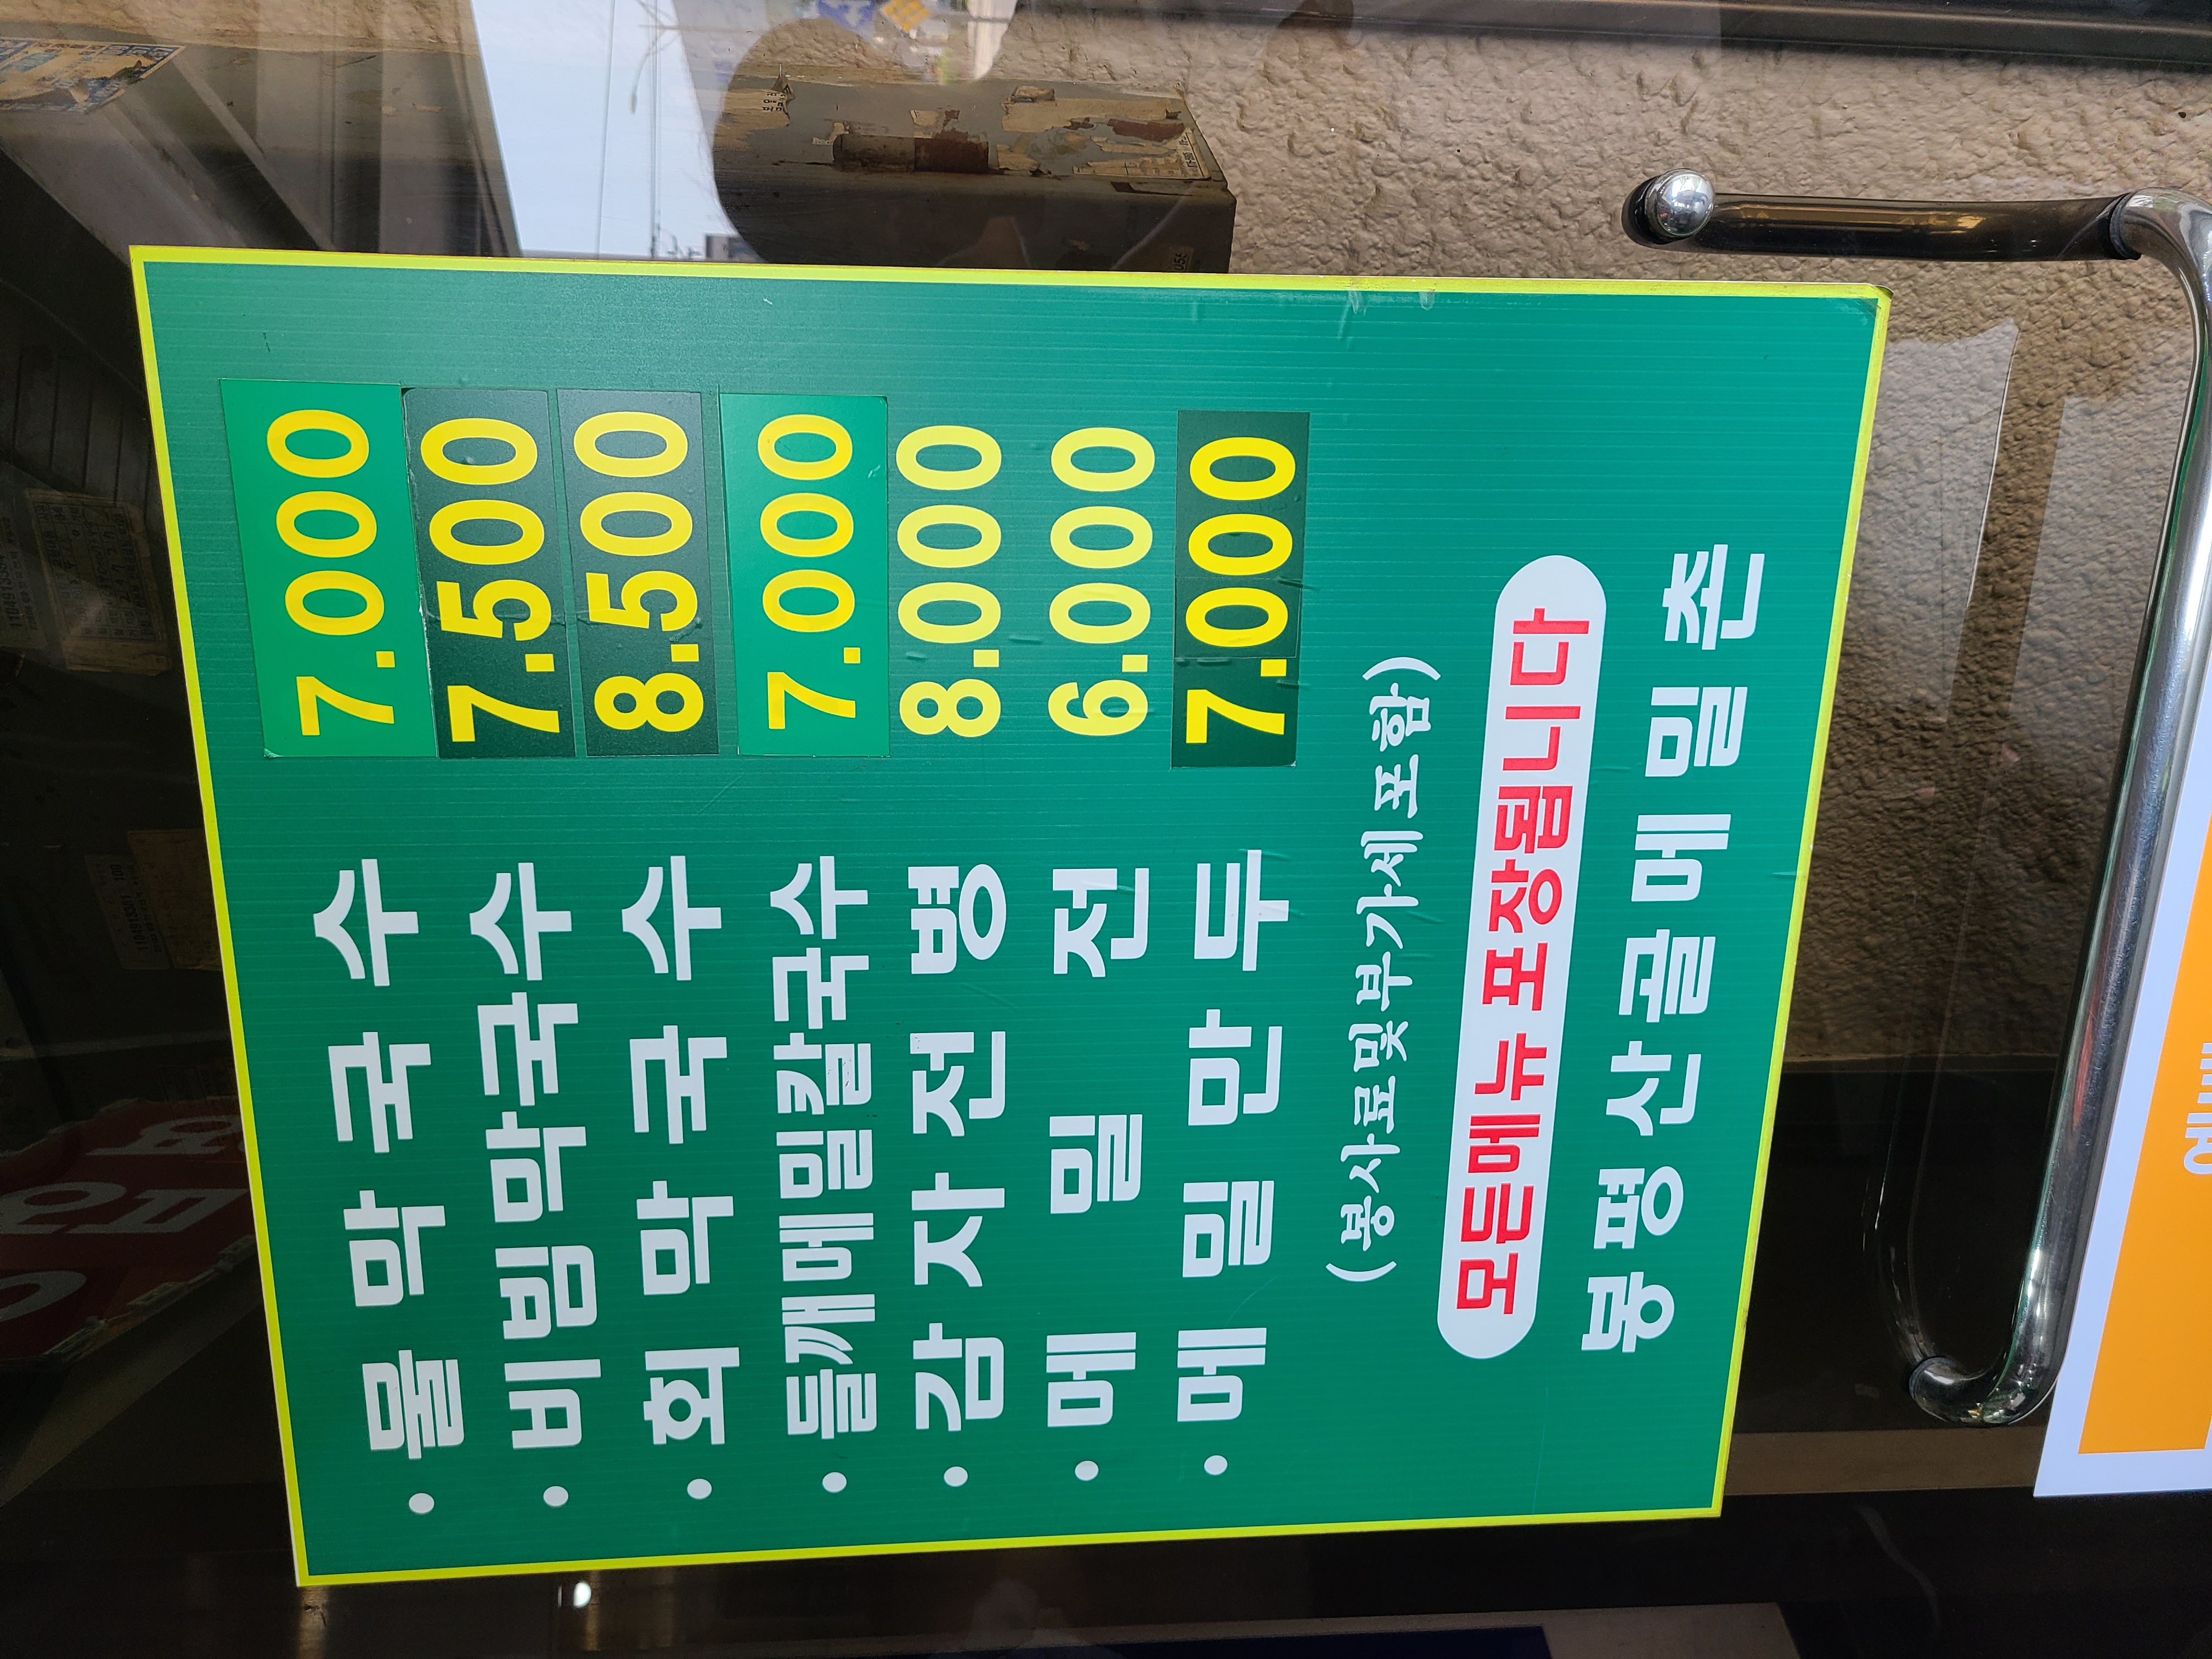 • 물 막 국 수 7.000
• 비빔막국수 7.500
• 회 막 국 수 8.500
• 들깨메밀칼국수 7.000
• 감 자 전 병 8.000
• 메 밀 전 6.000
• 메 밀 만 두 7.000
(봉사료및부가세포함)
모든메뉴 포장됩니다
봉평산골메밀촌